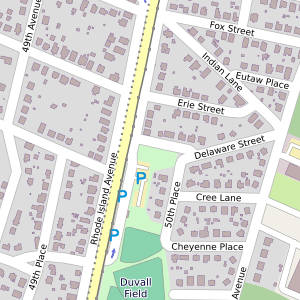 49th Avenue
Fox Street
Indian Lane
Eutaw Place
Erie Street
Delaware Street
Rhode Island Avenue
P
P
P
50th Place
Cree Lane
Cheyenne Place
49th Place
Duvall
Field
Avenue